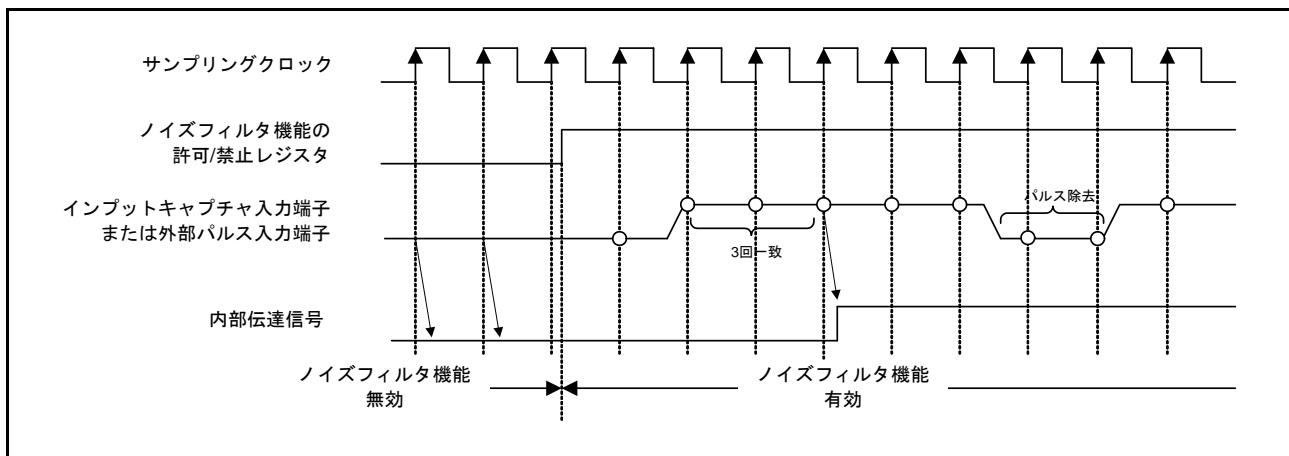 サンプリングクロック
ノイズフィルタ機能の
許可/禁止レジスタ
インプットキャプチャ入力端子
または外部パルス入力端子
パルス除去
3回一致
内部伝達信号
ノイズフィルタ機能
無効
ノイズフィルタ機能
有効